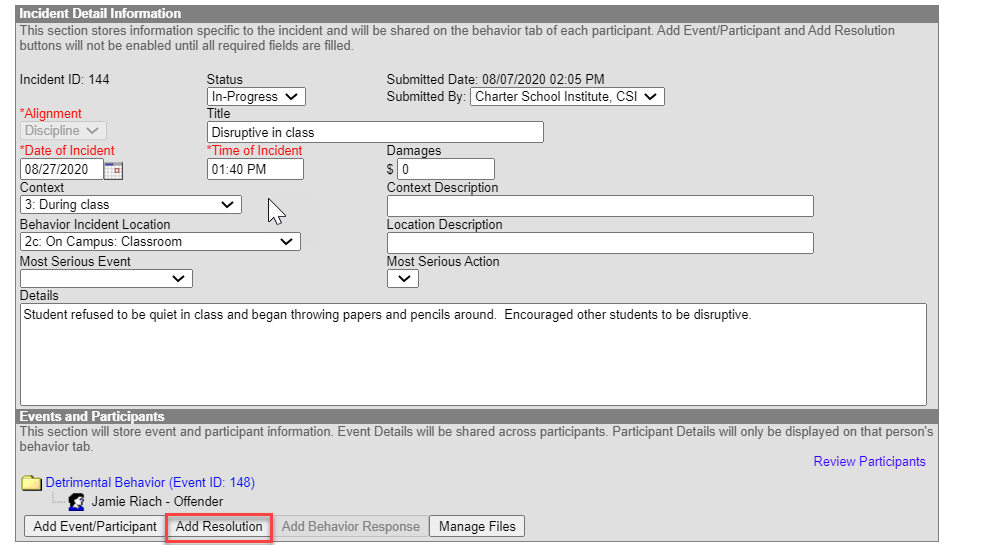 Incident Detail Information
This section stores information specific to the incident and will be shared on the behavior tab of each participant. Add Event/Participant and Add Resolution
buttons will not be enabled until all required fields are filled.
Incident ID: 144 Status Submitted Date: 08/07/2020 02:05 PM
In-Progress Submitted By: Charter School Institute, CSI
*Alignment Title
Discipline Disruptive in class
*Date of Incident *Time of Incident Damages
08/27/2020 01:40 PM $ 0
Context Context Description
3: During class
Behavior Incident Location Location Description
2c: On Campus: Classroom
Most Serious Event Most Serious Action
Details
Student refused to be quiet in class and began throwing papers and pencils around.  Encouraged other students to be disruptive.
Events and Participants
This section will store event and participant information. Event Details will be shared across participants. Participant Details will only be displayed on that person's
behavior tab.
Review Participants
Detrimental Behavior (Event ID: 148)
Jamie Riach - Offender
Add Event/Participant Add Resolution Add Behavior Response Manage Files